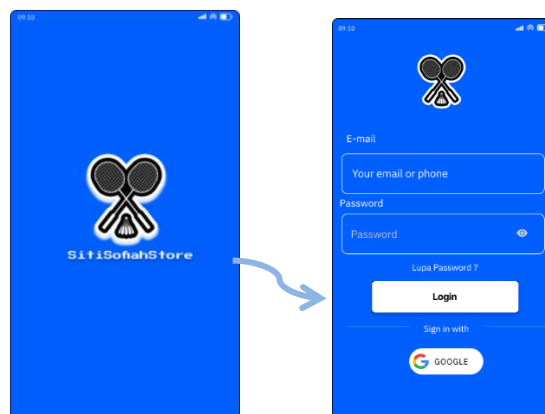 09:10
SitiSofiahStore
09:10
E-mail
Your email or phone
Password
Password
Lupa Password ?
Login
Sign in with
GOOGLE